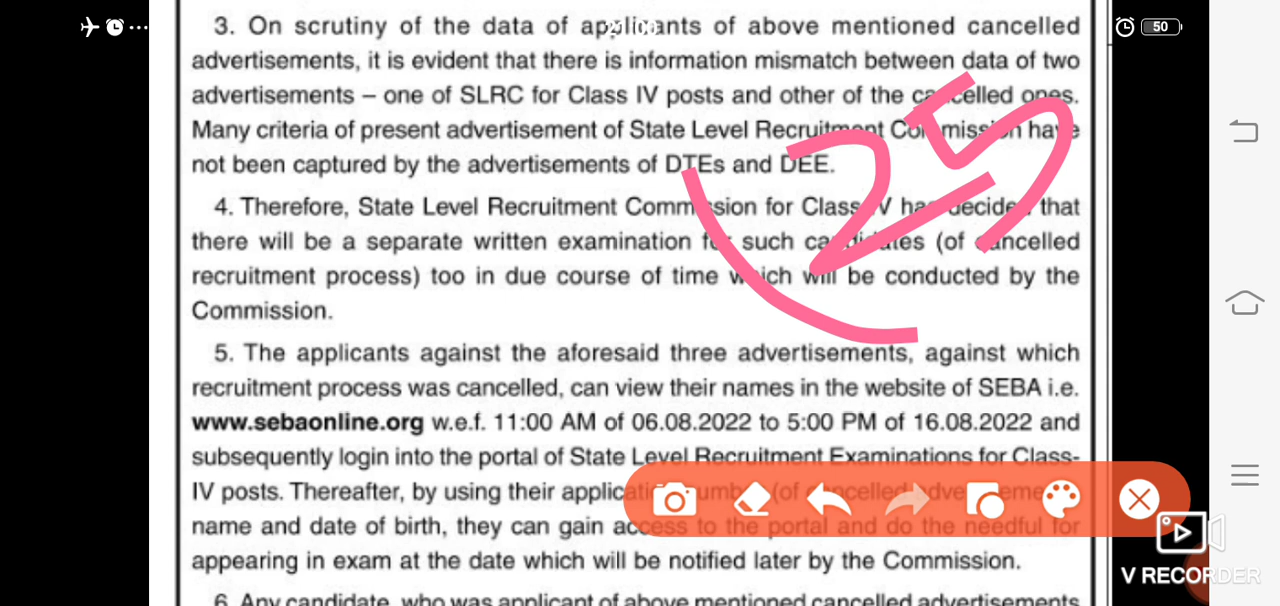 21:00
50
3. On scrutiny of the data of applicants of above mentioned cancelled
advertisements, it is evident that there is information mismatch between data of two
advertisements – one of SLRC for Class IV posts and other of the cancelled ones.
Many criteria of present advertisement of State Level Recruitment Commission have
not been captured by the advertisements of DTEs and DEE.
25
4. Therefore, State Level Recruitment Commission for Class IV has decided that
there will be a separate written examination for such candidates (of cancelled
recruitment process) too in due course of time which will be conducted by the
Commission.
5. The applicants against the aforesaid three advertisements, against which
recruitment process was cancelled, can view their names in the website of SEBA i.e.
www.sebaonline.org w.e.f. 11:00 AM of 06.08.2022 to 5:00 PM of 16.08.2022 and
subsequently login into the portal of State Level Recruitment Examinations for Class-
IV posts. Thereafter, by using their application number (of cancelled advertisement
name and date of birth, they can gain access to the portal and do the needful for
appearing in exam at the date which will be notified later by the Commission.
6. Any candidate, who was applicant of above mentioned cancelled advertisements
V RECORDER